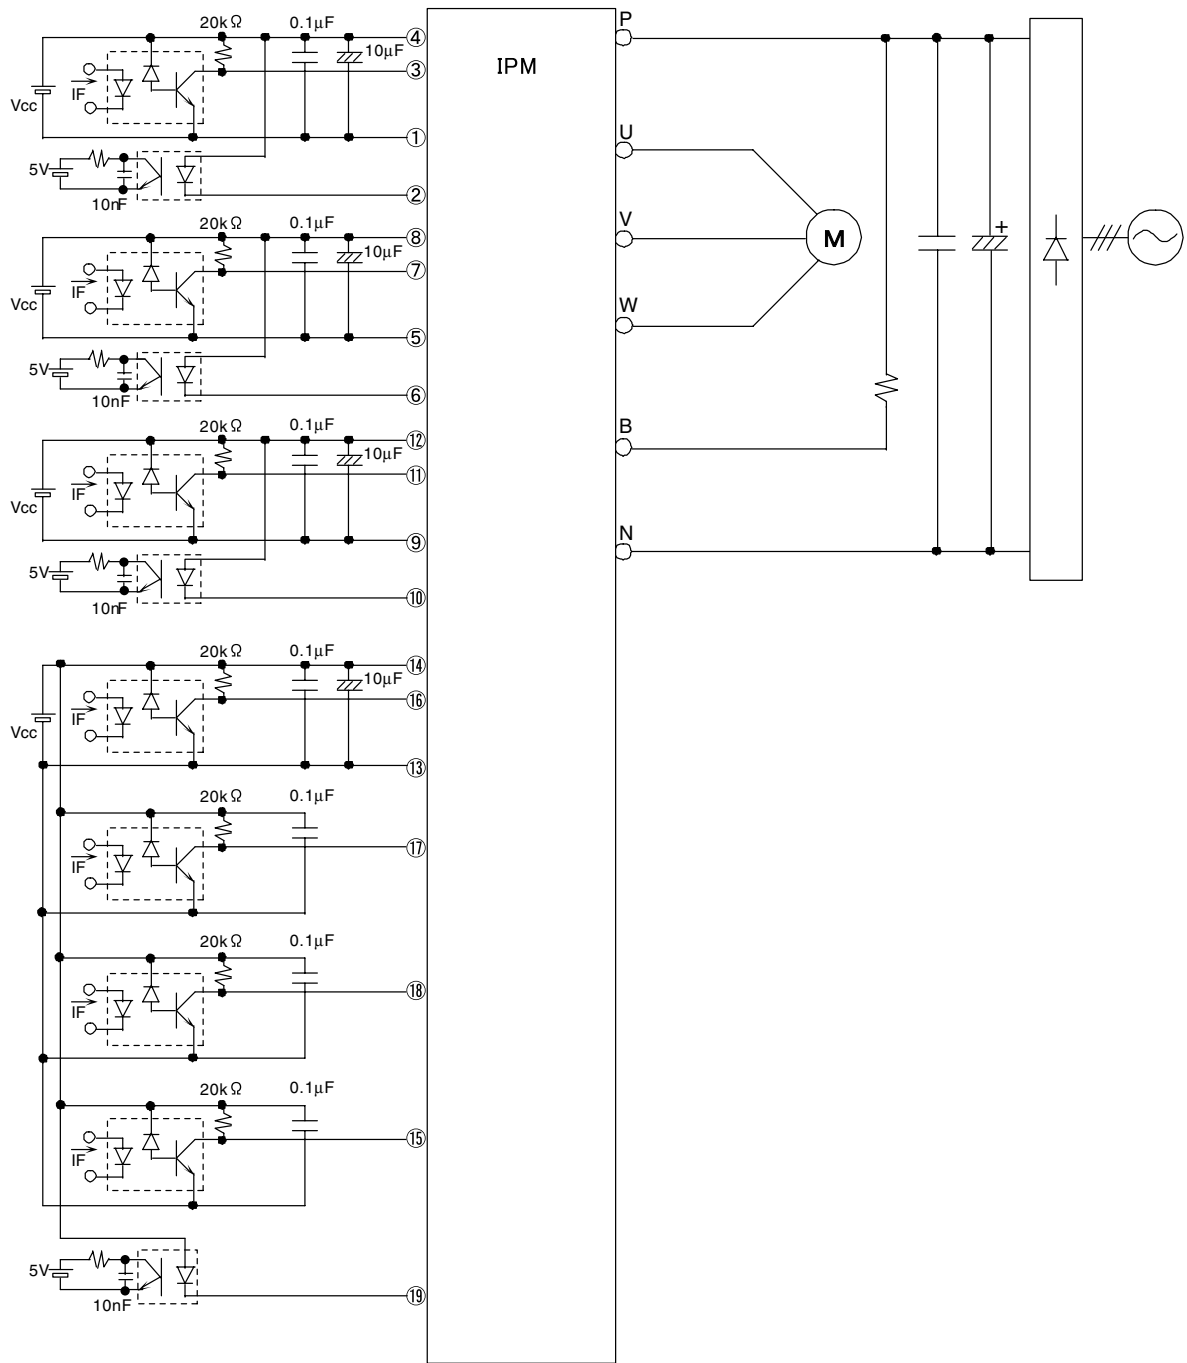 20kΩ 0.1μF
④ P
10μF
③
IPM
IF
Vcc
① U
5V
②
10nF
20kΩ 0.1μF
⑧ V
10μF
⑦
M
IF
Vcc
⑤ W
5V
⑥
10nF
20kΩ 0.1μF
⑫ B
10μF
⑪
IF
Vcc
⑨ N
5V
⑩
10nF
20kΩ 0.1μF
⑭
10μF
⑯
IF
Vcc
⑬
20kΩ 0.1μF
⑰
IF
20kΩ 0.1μF
⑱
IF
20kΩ 0.1μF
⑮
IF
5V
⑲
10nF
+